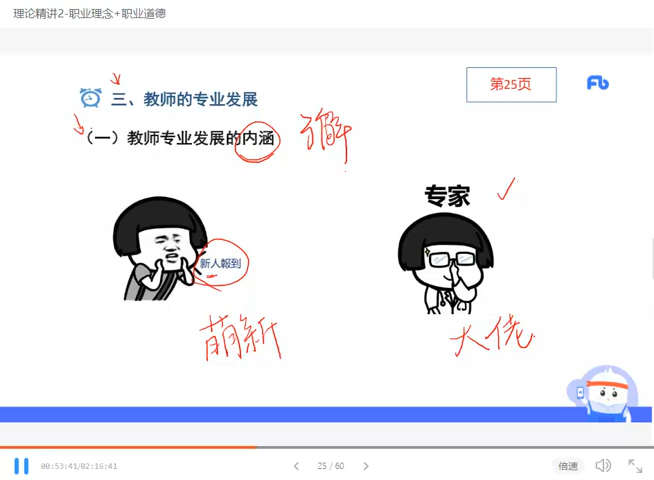 理论精讲2-职业理念+职业道德
第25页
Fb
三、教师的专业发展
（一）教师专业发展的内涵
专家
新人報到
萌新
大佬
00:53:41/02:16:41
25 / 60
倍速